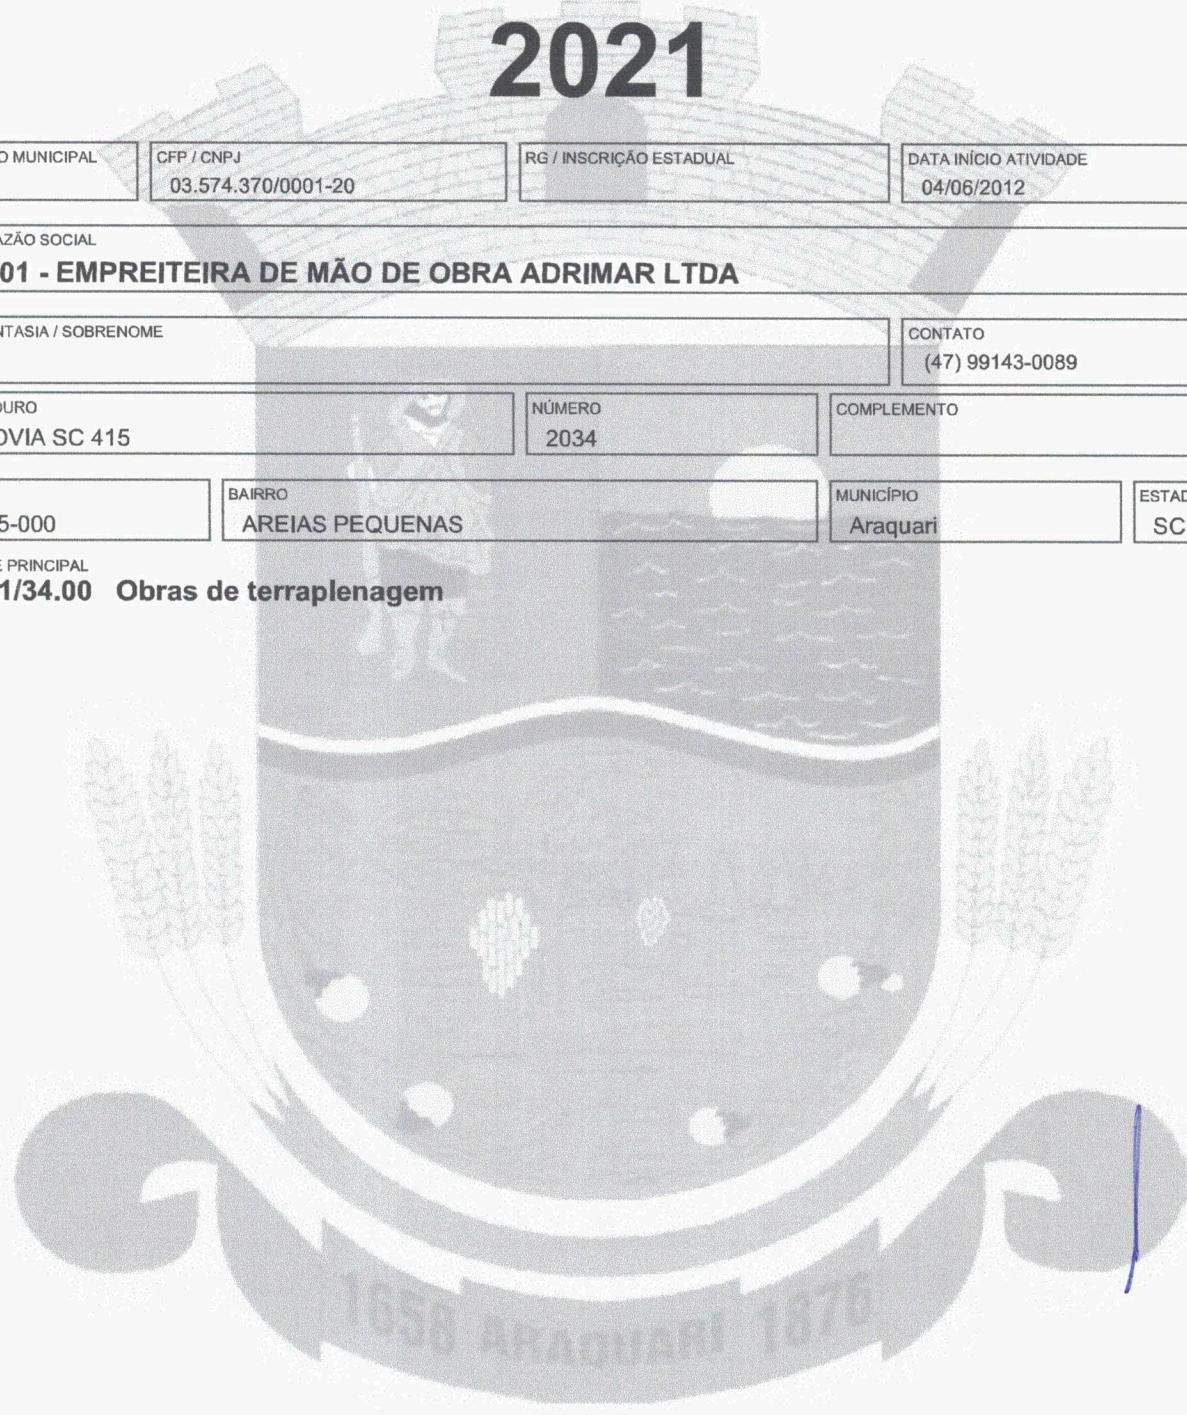 2021
O MUNICIPAL CFP / CNPJ RG / INSCRIÇÃO ESTADUAL DATA INÍCIO ATIVIDADE
03.574.370/0001-20 04/06/2012
AZÃO SOCIAL
01 - EMPREITEIRA DE MÃO DE OBRA ADRIMAR LTDA
NTASIA / SOBRENOME CONTATO
(47) 99143-0089
OURO NÚMERO COMPLEMENTO
OVIA SC 415 2034
BAIRRO MUNICÍPIO ESTAD
5-000 AREIAS PEQUENAS Araquari SC
E PRINCIPAL
1/34.00 Obras de terraplenagem
1658 ARAQUARI 1876